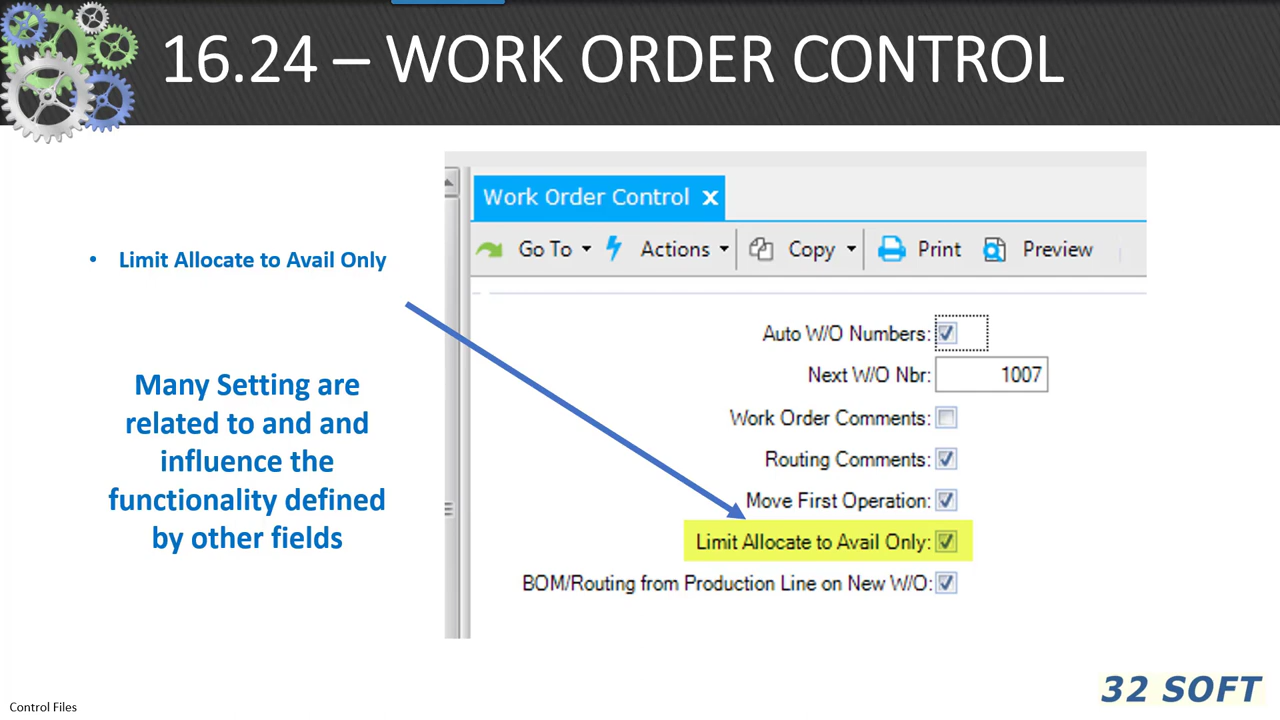 16.24 – WORK ORDER CONTROL
• Limit Allocate to Avail Only
Many Setting are
related to and and
influence the
functionality defined
by other fields
Work Order Control x
Go To Actions Copy Print Preview
Auto W/O Numbers:
Next W/O Nbr: 1007
Work Order Comments:
Routing Comments:
Move First Operation:
Limit Allocate to Avail Only:
BOM/Routing from Production Line on New W/O:
32 SOFT
Control Files